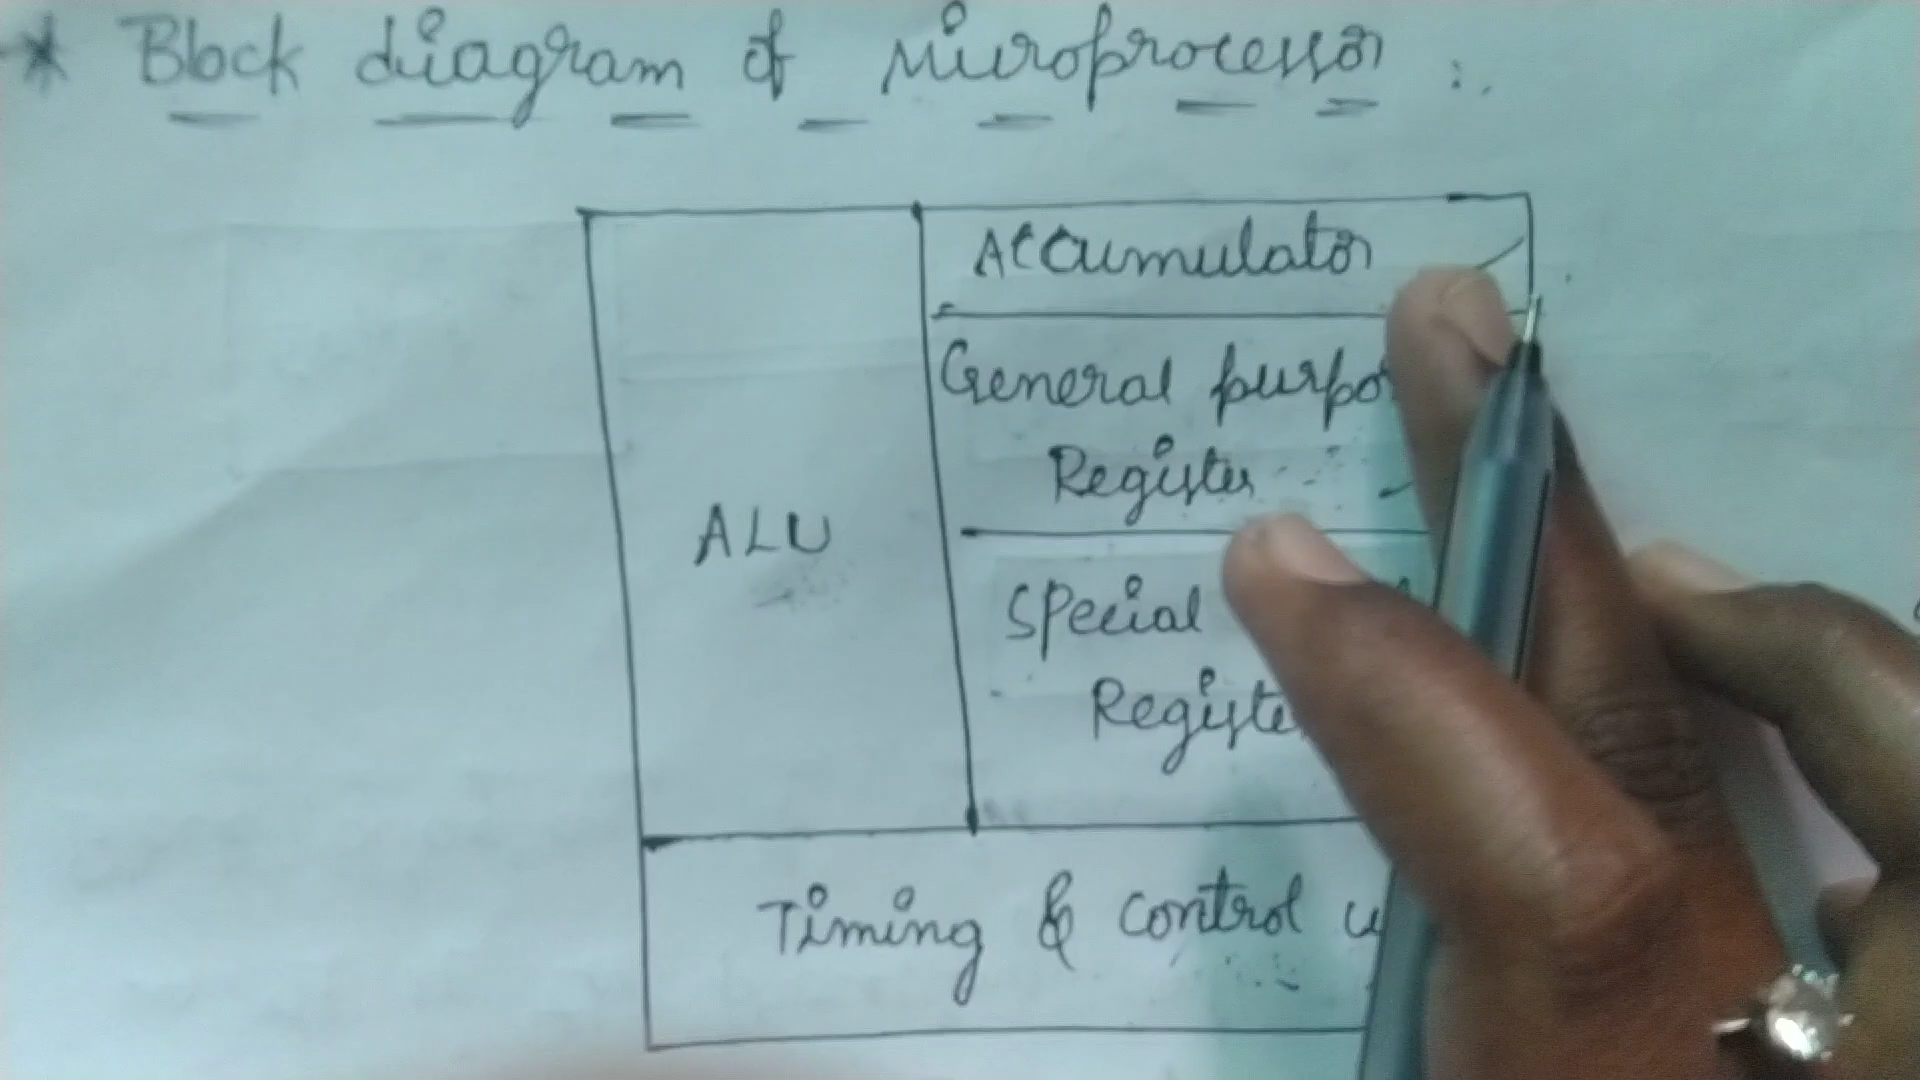 * Block diagram of Microprocessor :.
Accumulator
General purpo
Register
ALU
Special
Registe
Timing & control u